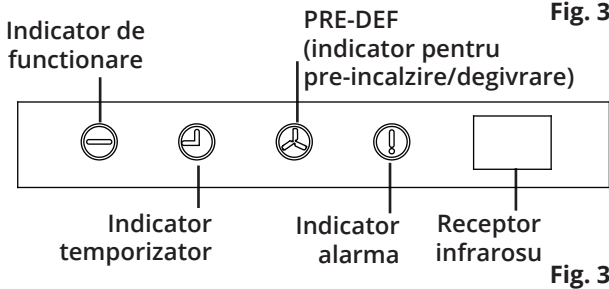 Fig. 3
Indicator de
functionare
PRE-DEF
(indicator pentru
pre-incalzire/degivrare)
Indicator
temporizator
Indicator
alarma
Receptor
infrarosu
Fig. 3